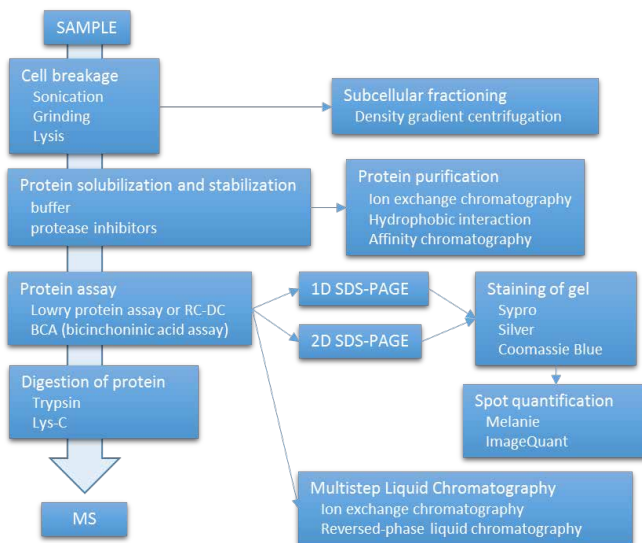 SAMPLE
Cell breakage
Sonication
Grinding
Lysis
Subcellular fractioning
Density gradient centrifugation
Protein solubilization and stabilization
buffer
protease inhibitors
Protein purification
Ion exchange chromatography
Hydrophobic interaction
Affinity chromatography
Protein assay
Lowry protein assay or RC-DC
BCA (bicinchoninic acid assay)
1D SDS-PAGE
2D SDS-PAGE
Staining of gel
Sypro
Silver
Coomassie Blue
Digestion of protein
Trypsin
Lys-C
Spot quantification
Melanie
ImageQuant
Multistep Liquid Chromatography
Ion exchange chromatography
Reversed-phase liquid chromatography
MS